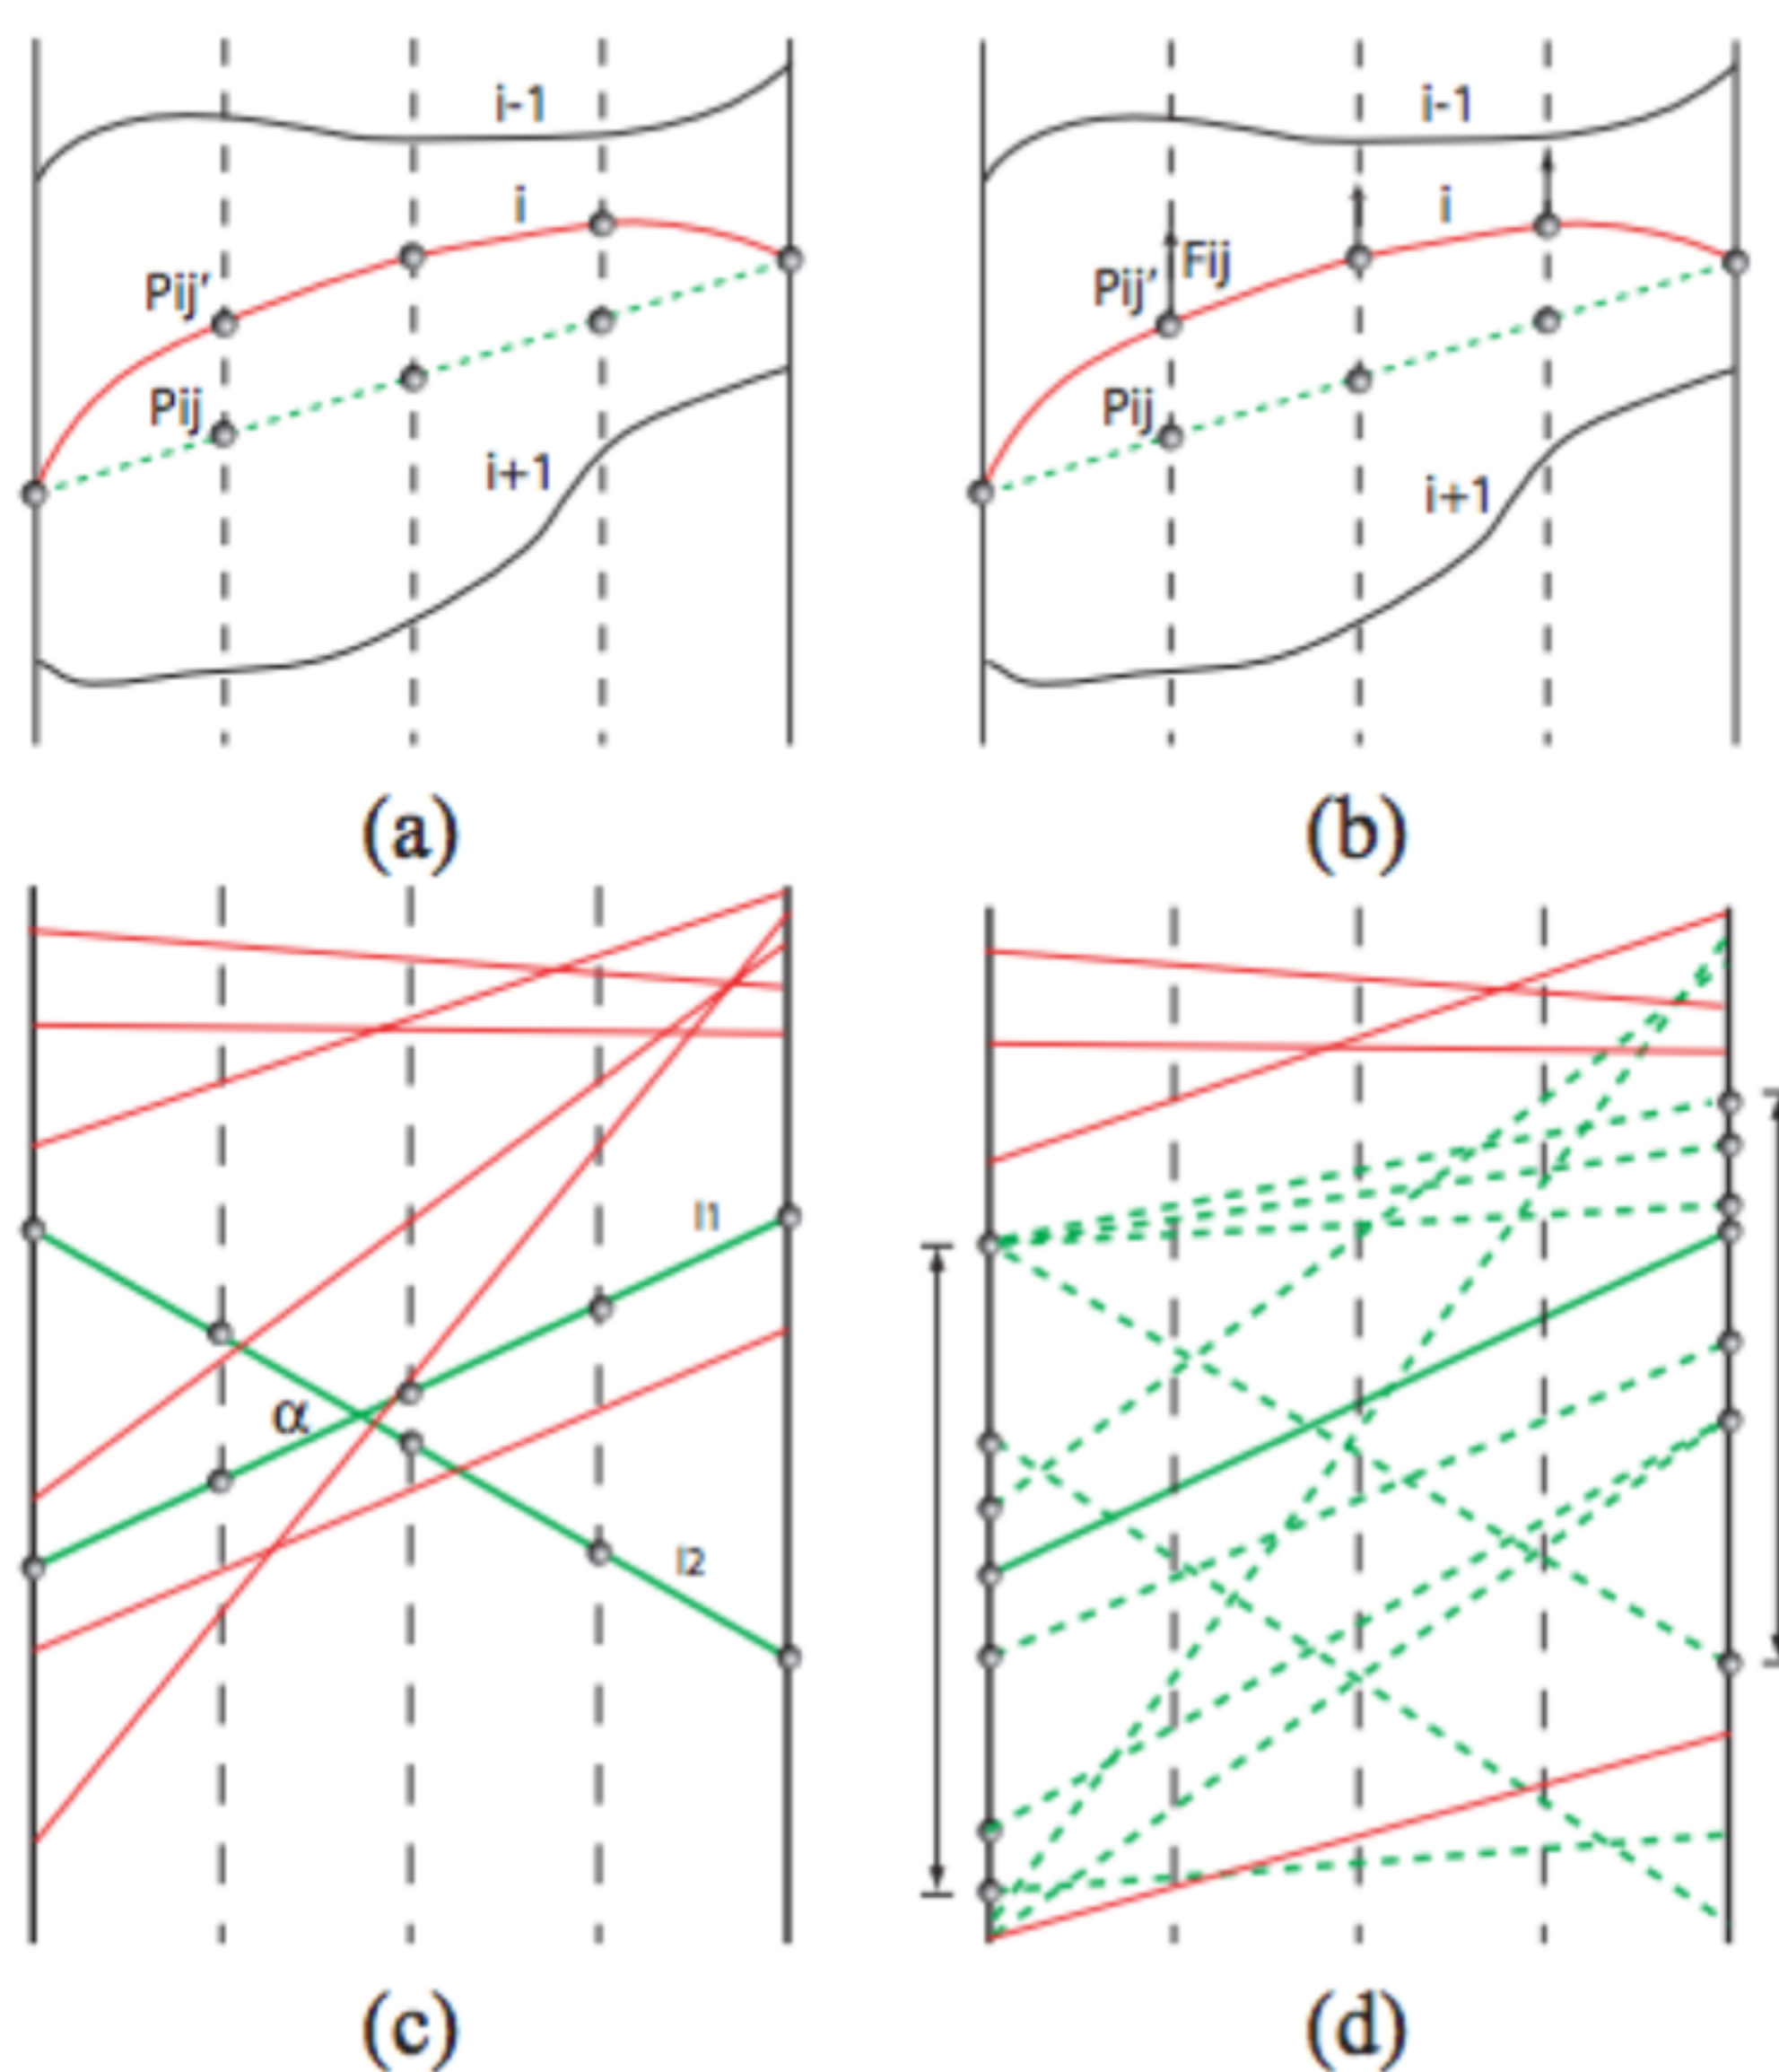 i-1
i
Pij'
Pij
i+1
(a)
i-1
i
Fij
Pij'
Pij
i+1
(b)
l1
α
l2
(c)
(d)